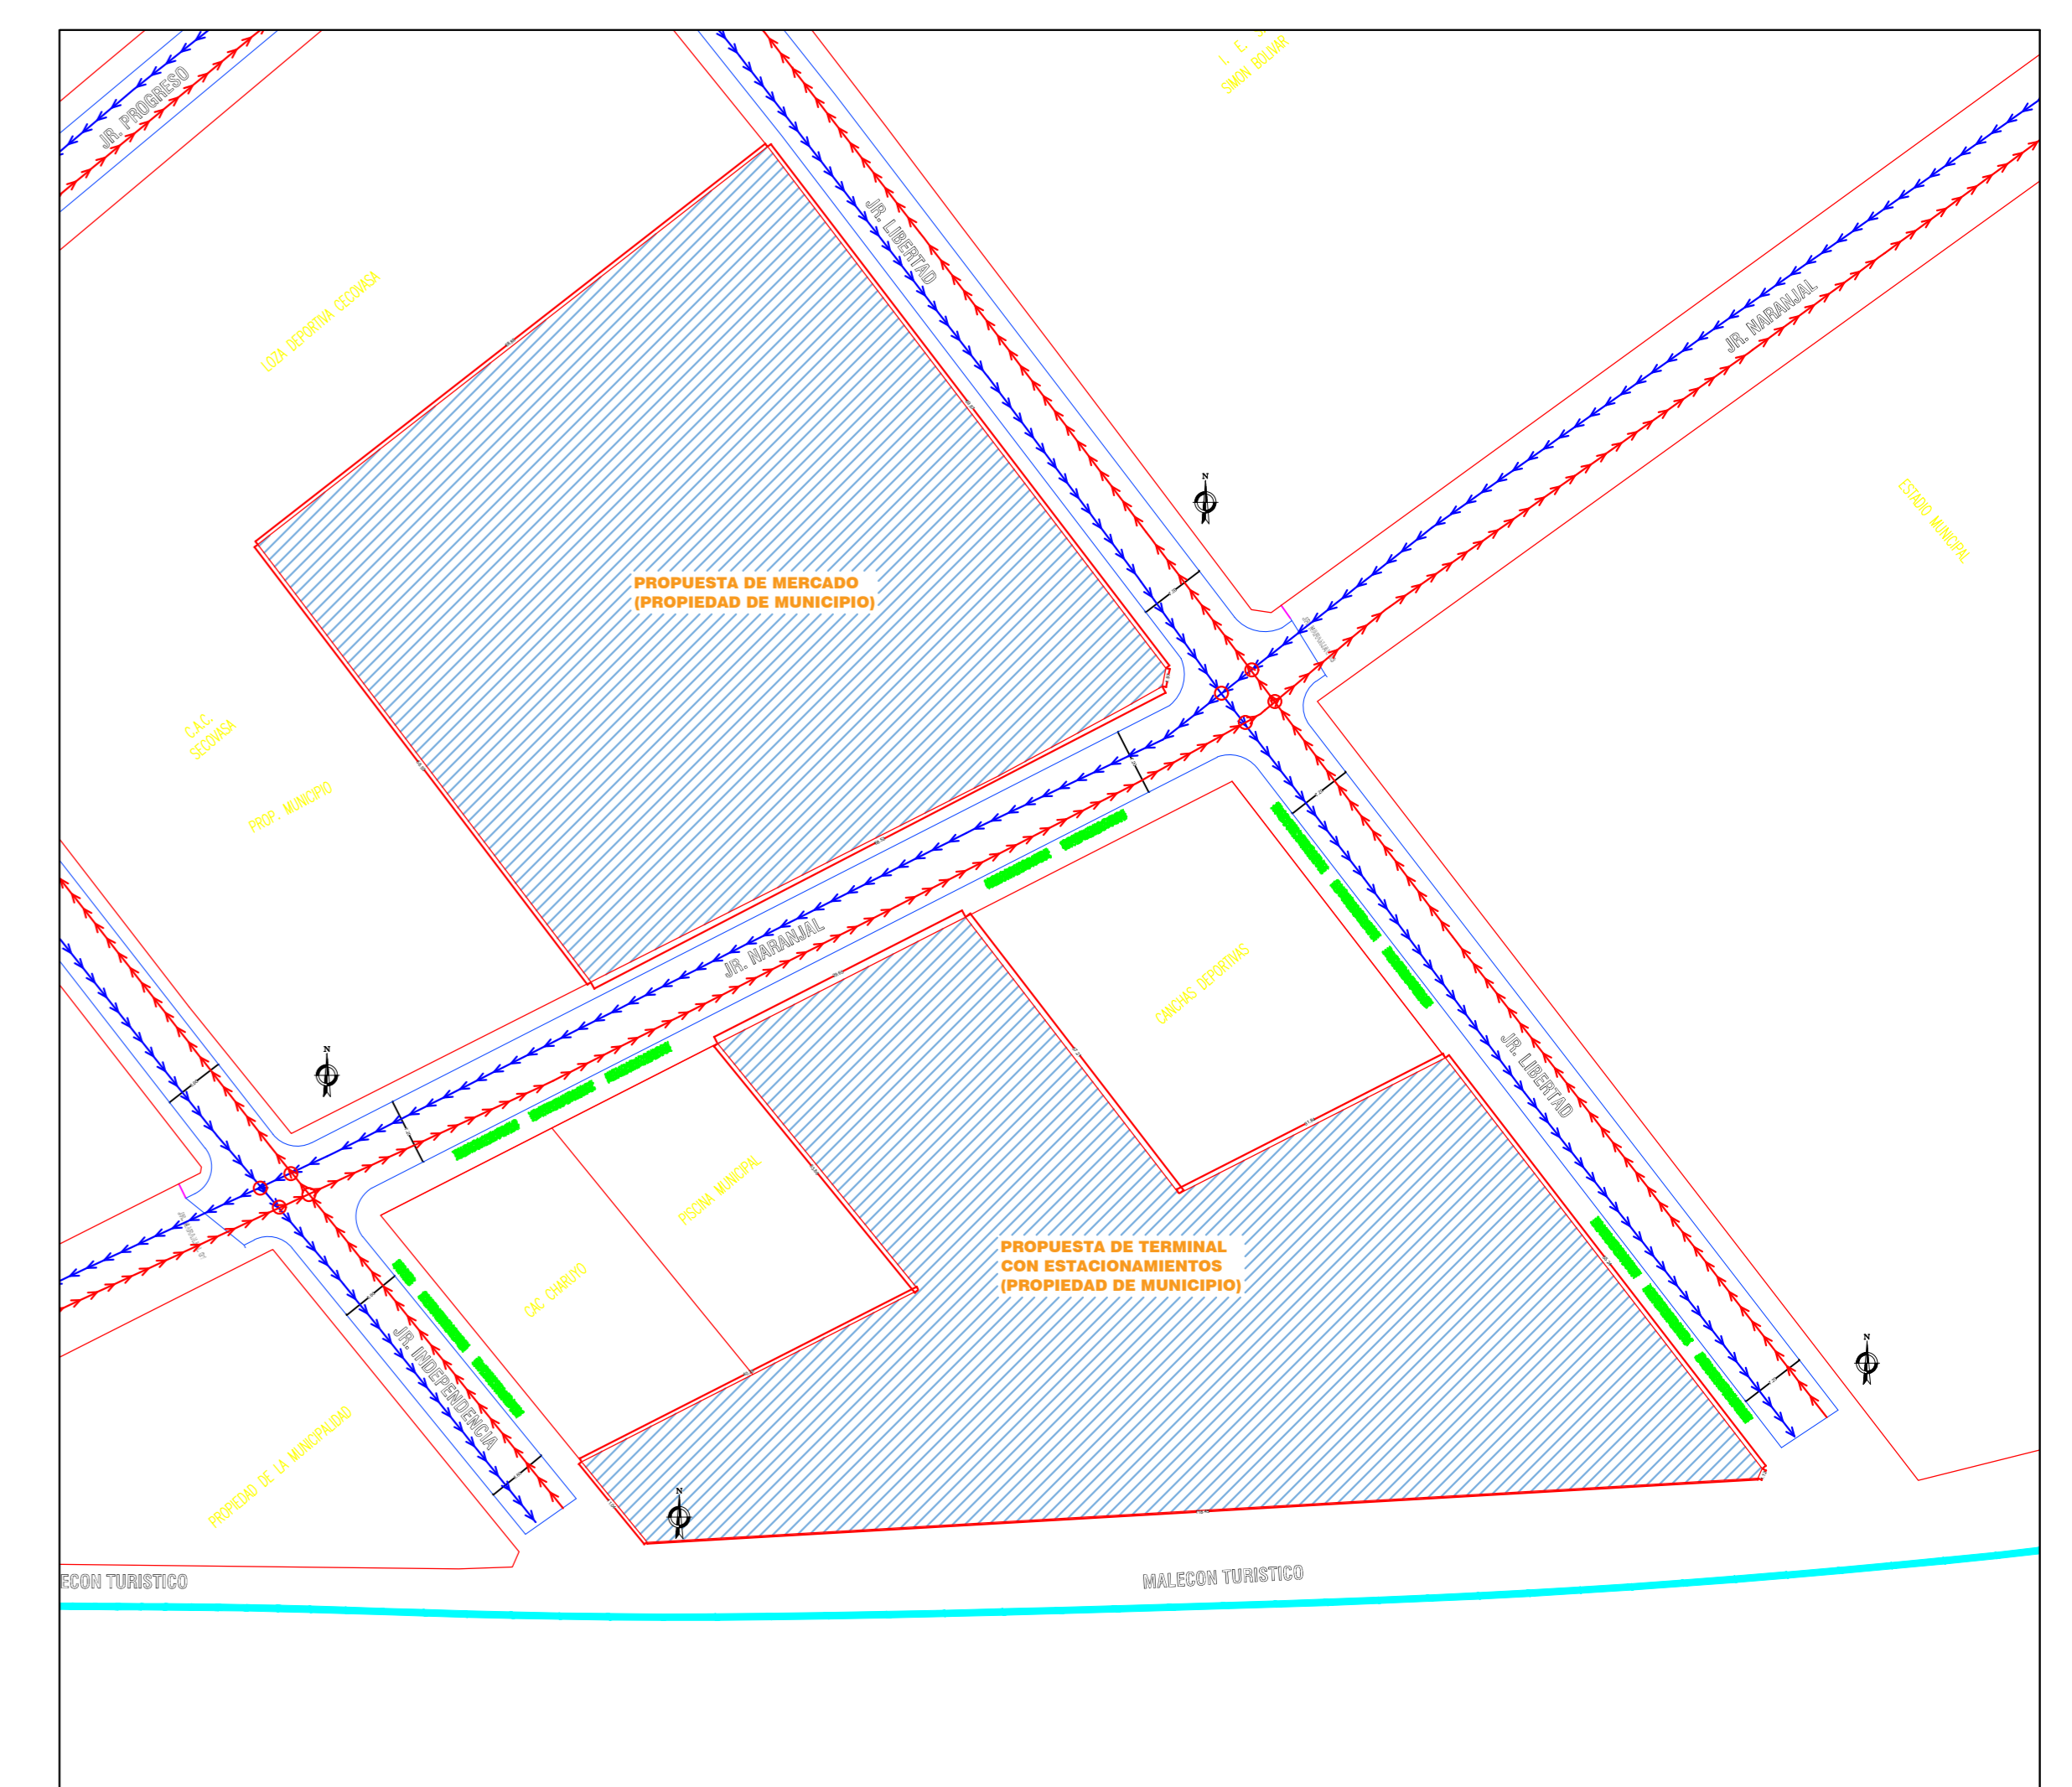 I. E.
SIMON BOLIVAR
JR. PROGRESO
JR. LIBERTAD
LOZA DEPORTIVA CECOVASA
JR. NARANJAL
ESTADIO MUNICIPAL
N
PROPUESTA DE MERCADO
(PROPIEDAD DE MUNICIPIO)
C.A.C.
SECOVASA
PROP. MUNICIPIO
JR. NARANJAL
CANCHAS DEPORTIVAS
N
JR. LIBERTAD
PISCINA MUNICIPAL
PROPUESTA DE TERMINAL
CON ESTACIONAMIENTOS
(PROPIEDAD DE MUNICIPIO)
CAC CHARUTO
N
JR. INDEPENDENCIA
PROPIEDAD DE LA MUNICIPALIDAD
N
ECON TURISTICO
MALECON TURISTICO